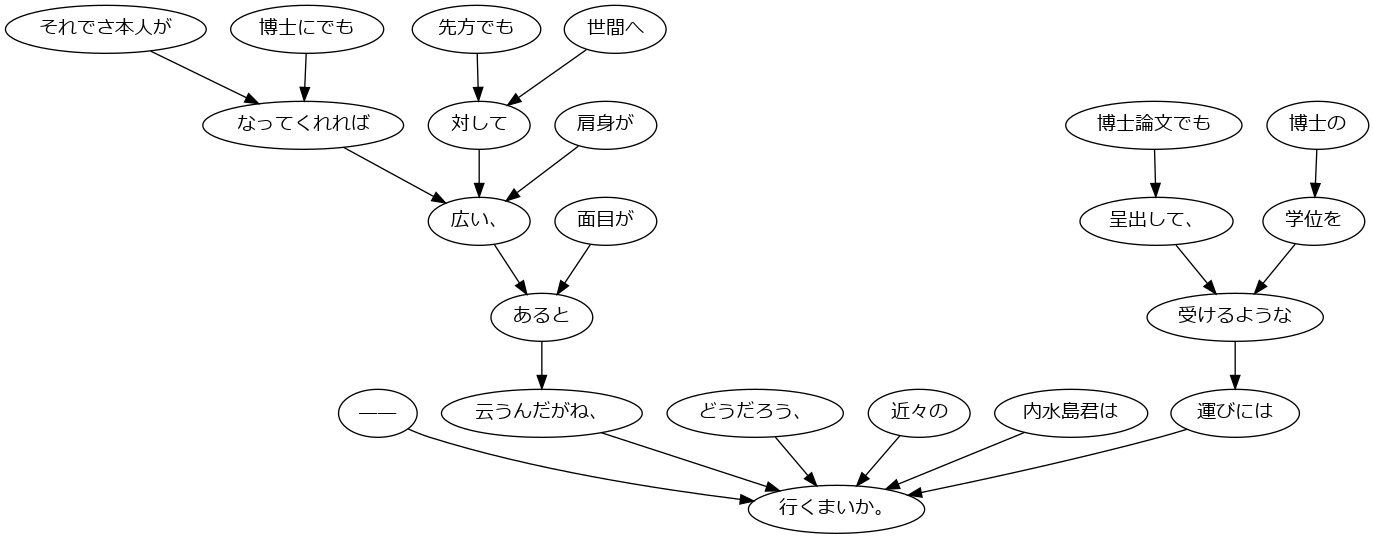 それでさ本人が
博士にでも
先方でも
世間へ
なってくれれば
対して
肩身が
博士論文でも
博士の
広い、
面目が
呈出して、
学位を
あると
受けるような
――
云うんだがね、
どうだろう、
近々の
内水島君は
運びには
行くまいか。